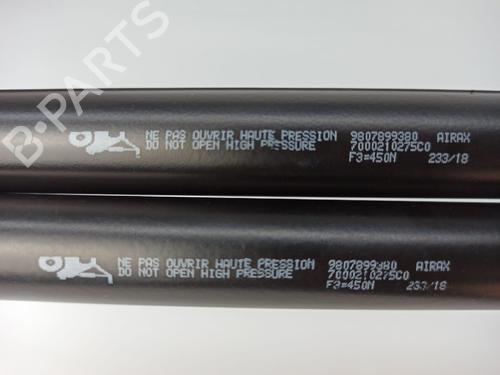 B-PARTS
NE PAS OUVRIR HAUTE PRESSION 9807899380 AIRAX
DO NOT OPEN HIGH PRESSURE 7000210275C0
F3=450N 233/18
NE PAS OUVRIR HAUTE PRESSION 9807899380 AIRAX
DO NOT OPEN HIGH PRESSURE 7000210275C0
F3=450N 233/18